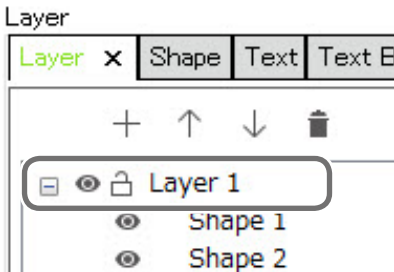 Layer
Layer × Shape Text Text B
Layer 1
Shape 1
Shape 2